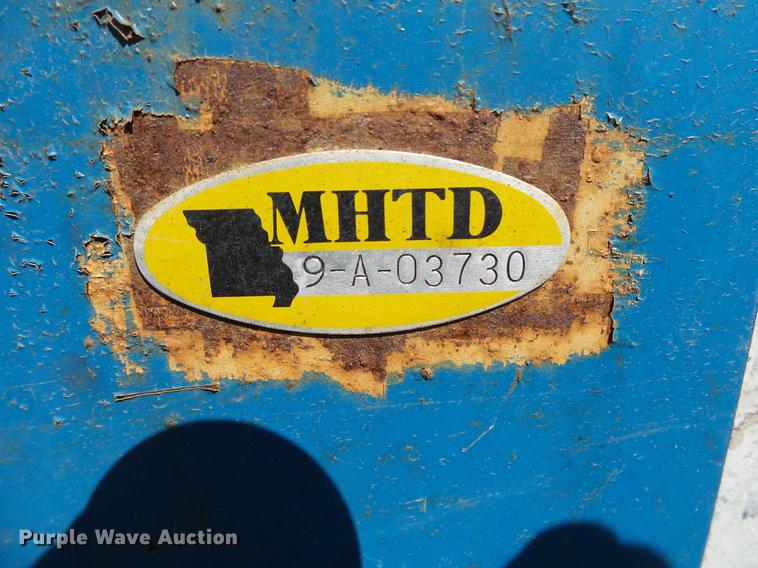 MHTD
9-A-03730
Purple Wave Auction